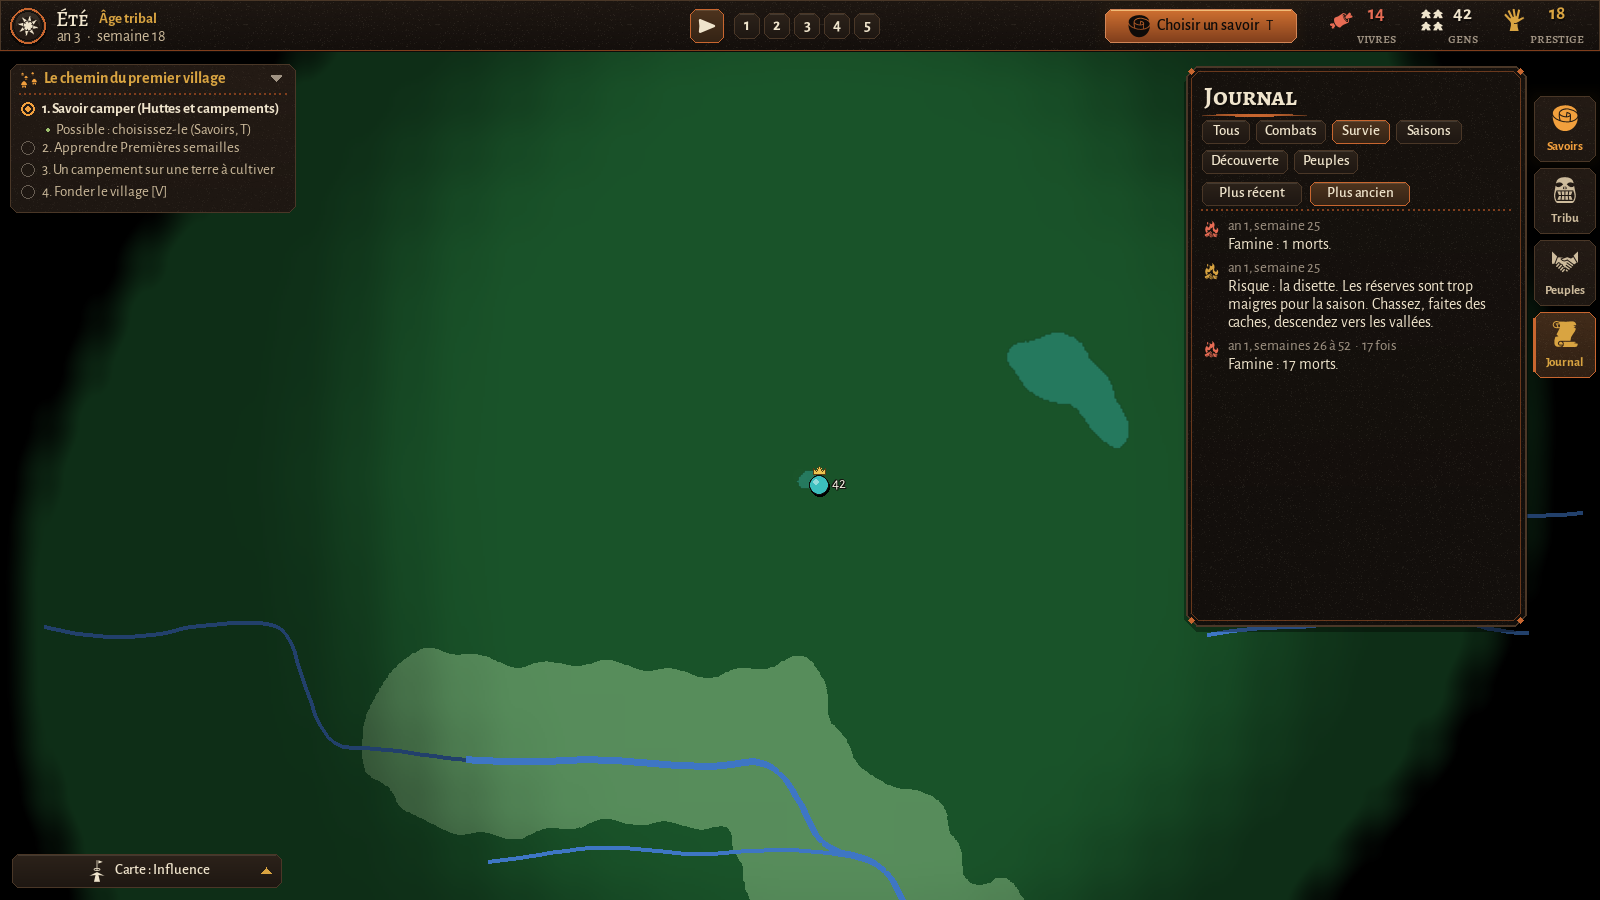 Été Âge tribal
an 3 · semaine 18
1 2 3 4 5
Choisir un savoir T
14
VIVRES
42
GENS
18
PRESTIGE
Le chemin du premier village
1. Savoir camper (Huttes et campements)
• Possible : choisissez-le (Savoirs, T)
2. Apprendre Premières semailles
3. Un campement sur une terre à cultiver
4. Fonder le village [V]
Journal
Tous Combats Survie Saisons
Découverte Peuples
Plus récent Plus ancien
an 1, semaine 25
Famine : 1 morts.
an 1, semaine 25
Risque : la disette. Les réserves sont trop
maigres pour la saison. Chassez, faites des
caches, descendez vers les vallées.
an 1, semaines 26 à 52 · 17 fois
Famine : 17 morts.
Savoirs
Tribu
Peuples
Journal
42
Carte : Influence